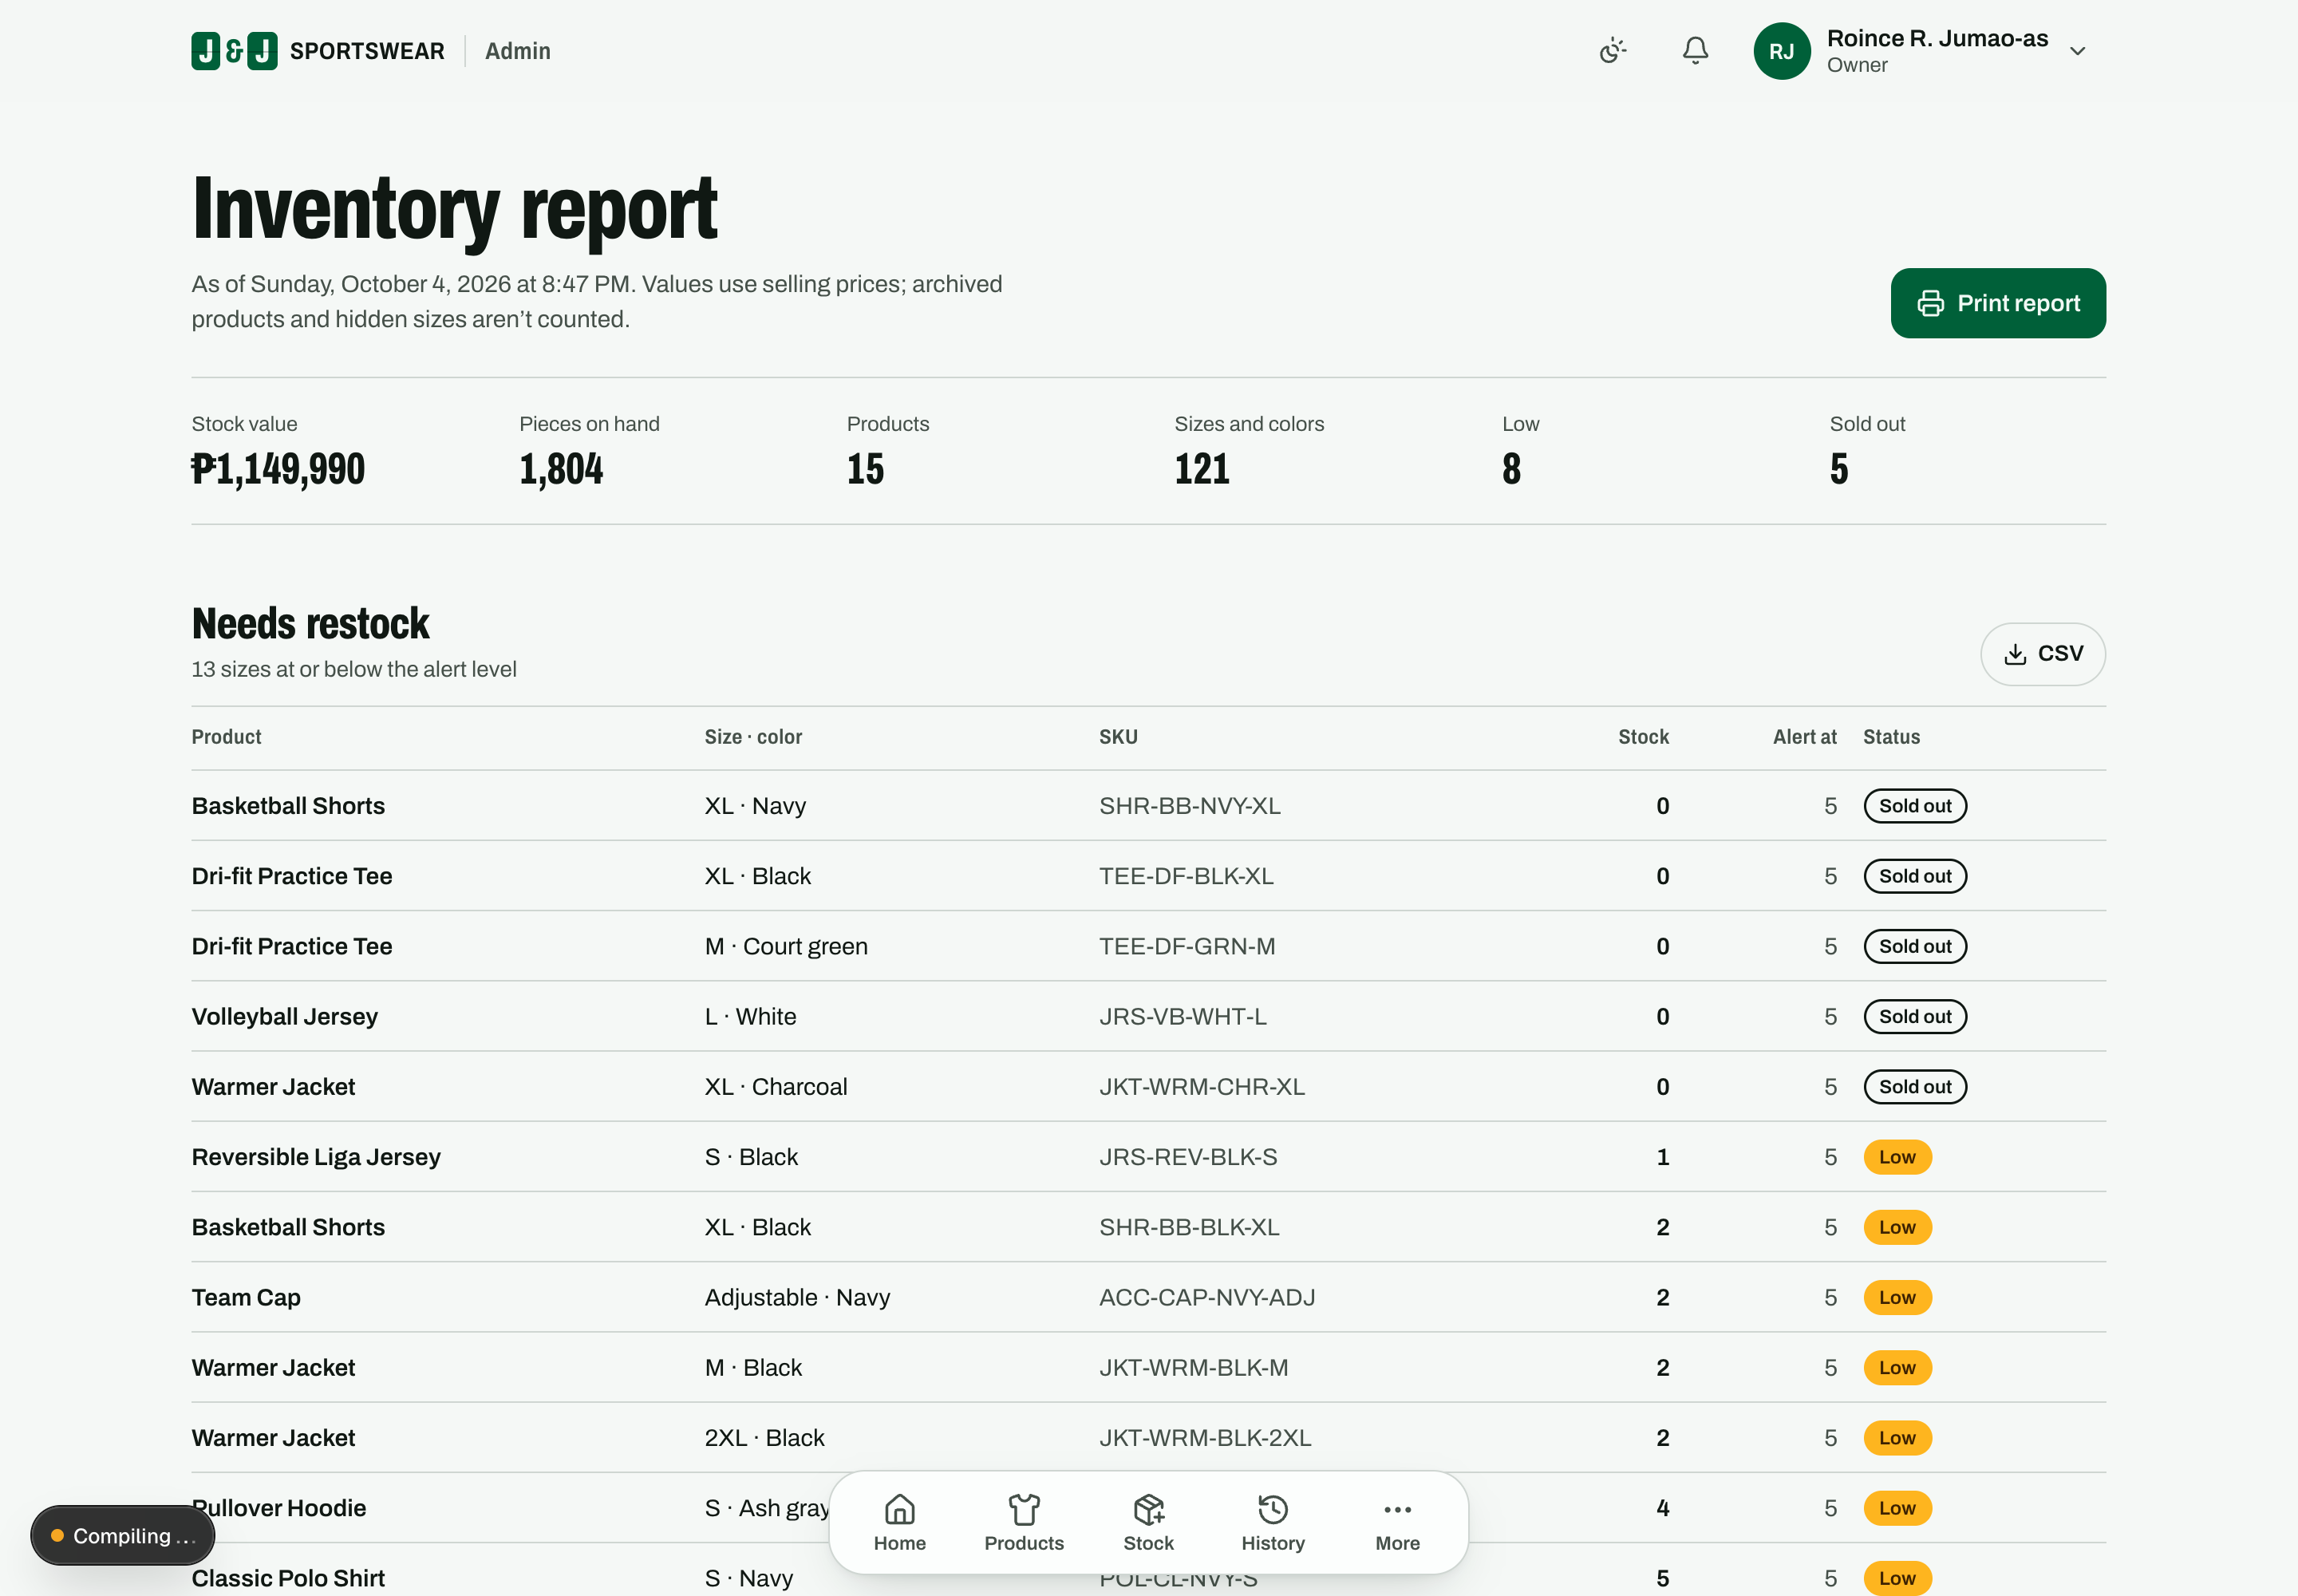 J & J SPORTSWEAR Admin
RJ Roince R. Jumao-as
Owner
Inventory report
As of Sunday, October 4, 2026 at 8:47 PM. Values use selling prices; archived
products and hidden sizes aren’t counted.
Print report
Stock value Pieces on hand Products Sizes and colors Low Sold out
₱1,149,990 1,804 15 121 8 5
Needs restock
13 sizes at or below the alert level
CSV
Product Size · color SKU Stock Alert at Status
Basketball Shorts XL · Navy SHR-BB-NVY-XL 0 5 Sold out
Dri-fit Practice Tee XL · Black TEE-DF-BLK-XL 0 5 Sold out
Dri-fit Practice Tee M · Court green TEE-DF-GRN-M 0 5 Sold out
Volleyball Jersey L · White JRS-VB-WHT-L 0 5 Sold out
Warmer Jacket XL · Charcoal JKT-WRM-CHR-XL 0 5 Sold out
Reversible Liga Jersey S · Black JRS-REV-BLK-S 1 5 Low
Basketball Shorts XL · Black SHR-BB-BLK-XL 2 5 Low
Team Cap Adjustable · Navy ACC-CAP-NVY-ADJ 2 5 Low
Warmer Jacket M · Black JKT-WRM-BLK-M 2 5 Low
Warmer Jacket 2XL · Black JKT-WRM-BLK-2XL 2 5 Low
Pullover Hoodie S · Ash gray 4 5 Low
Compiling ...
Home Products Stock History More
Classic Polo Shirt S · Navy POL-CL-NVY-S 5 5 Low